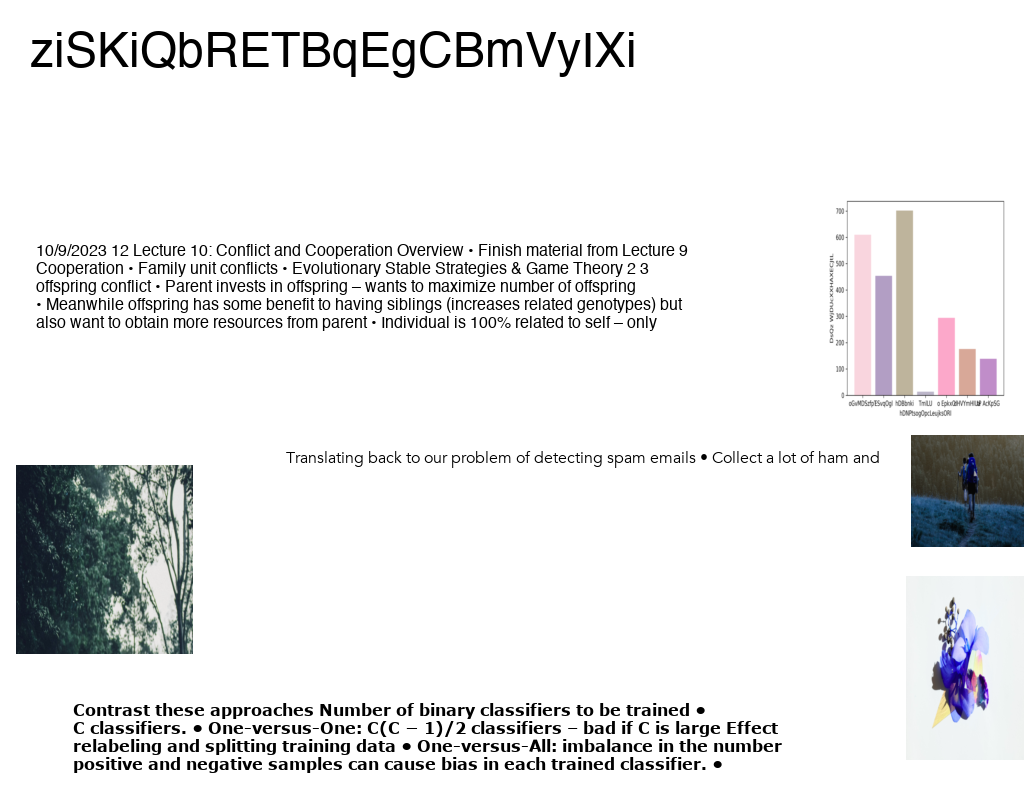 ziSKiQbRETBqEgCBmVyIXi
10/9/2023 12 Lecture 10: Conflict and Cooperation Overview • Finish material from Lecture 9
Cooperation • Family unit conflicts • Evolutionary Stable Strategies & Game Theory 2 3
offspring conflict • Parent invests in offspring – wants to maximize number of offspring
• Meanwhile offspring has some benefit to having siblings (increases related genotypes) but
also want to obtain more resources from parent • Individual is 100% related to self – only
700
600
500
400
300
200
100
0
TmILU
Translating back to our problem of detecting spam emails • Collect a lot of ham and
Contrast these approaches Number of binary classifiers to be trained •
C classifiers. • One-versus-One: C(C − 1)/2 classifiers – bad if C is large Effect
relabeling and splitting training data • One-versus-All: imbalance in the number
positive and negative samples can cause bias in each trained classifier. •